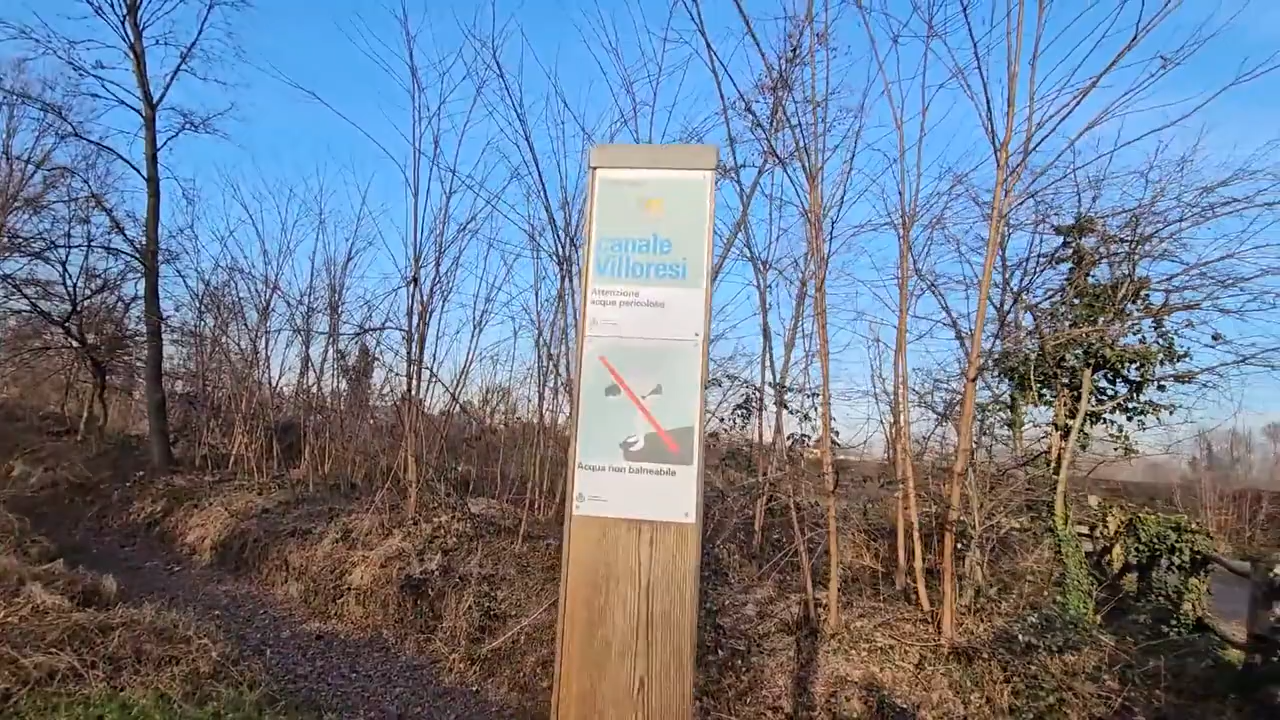 canale
Villoresi
Attenzione
acque pericolose
Acqua non balneabile